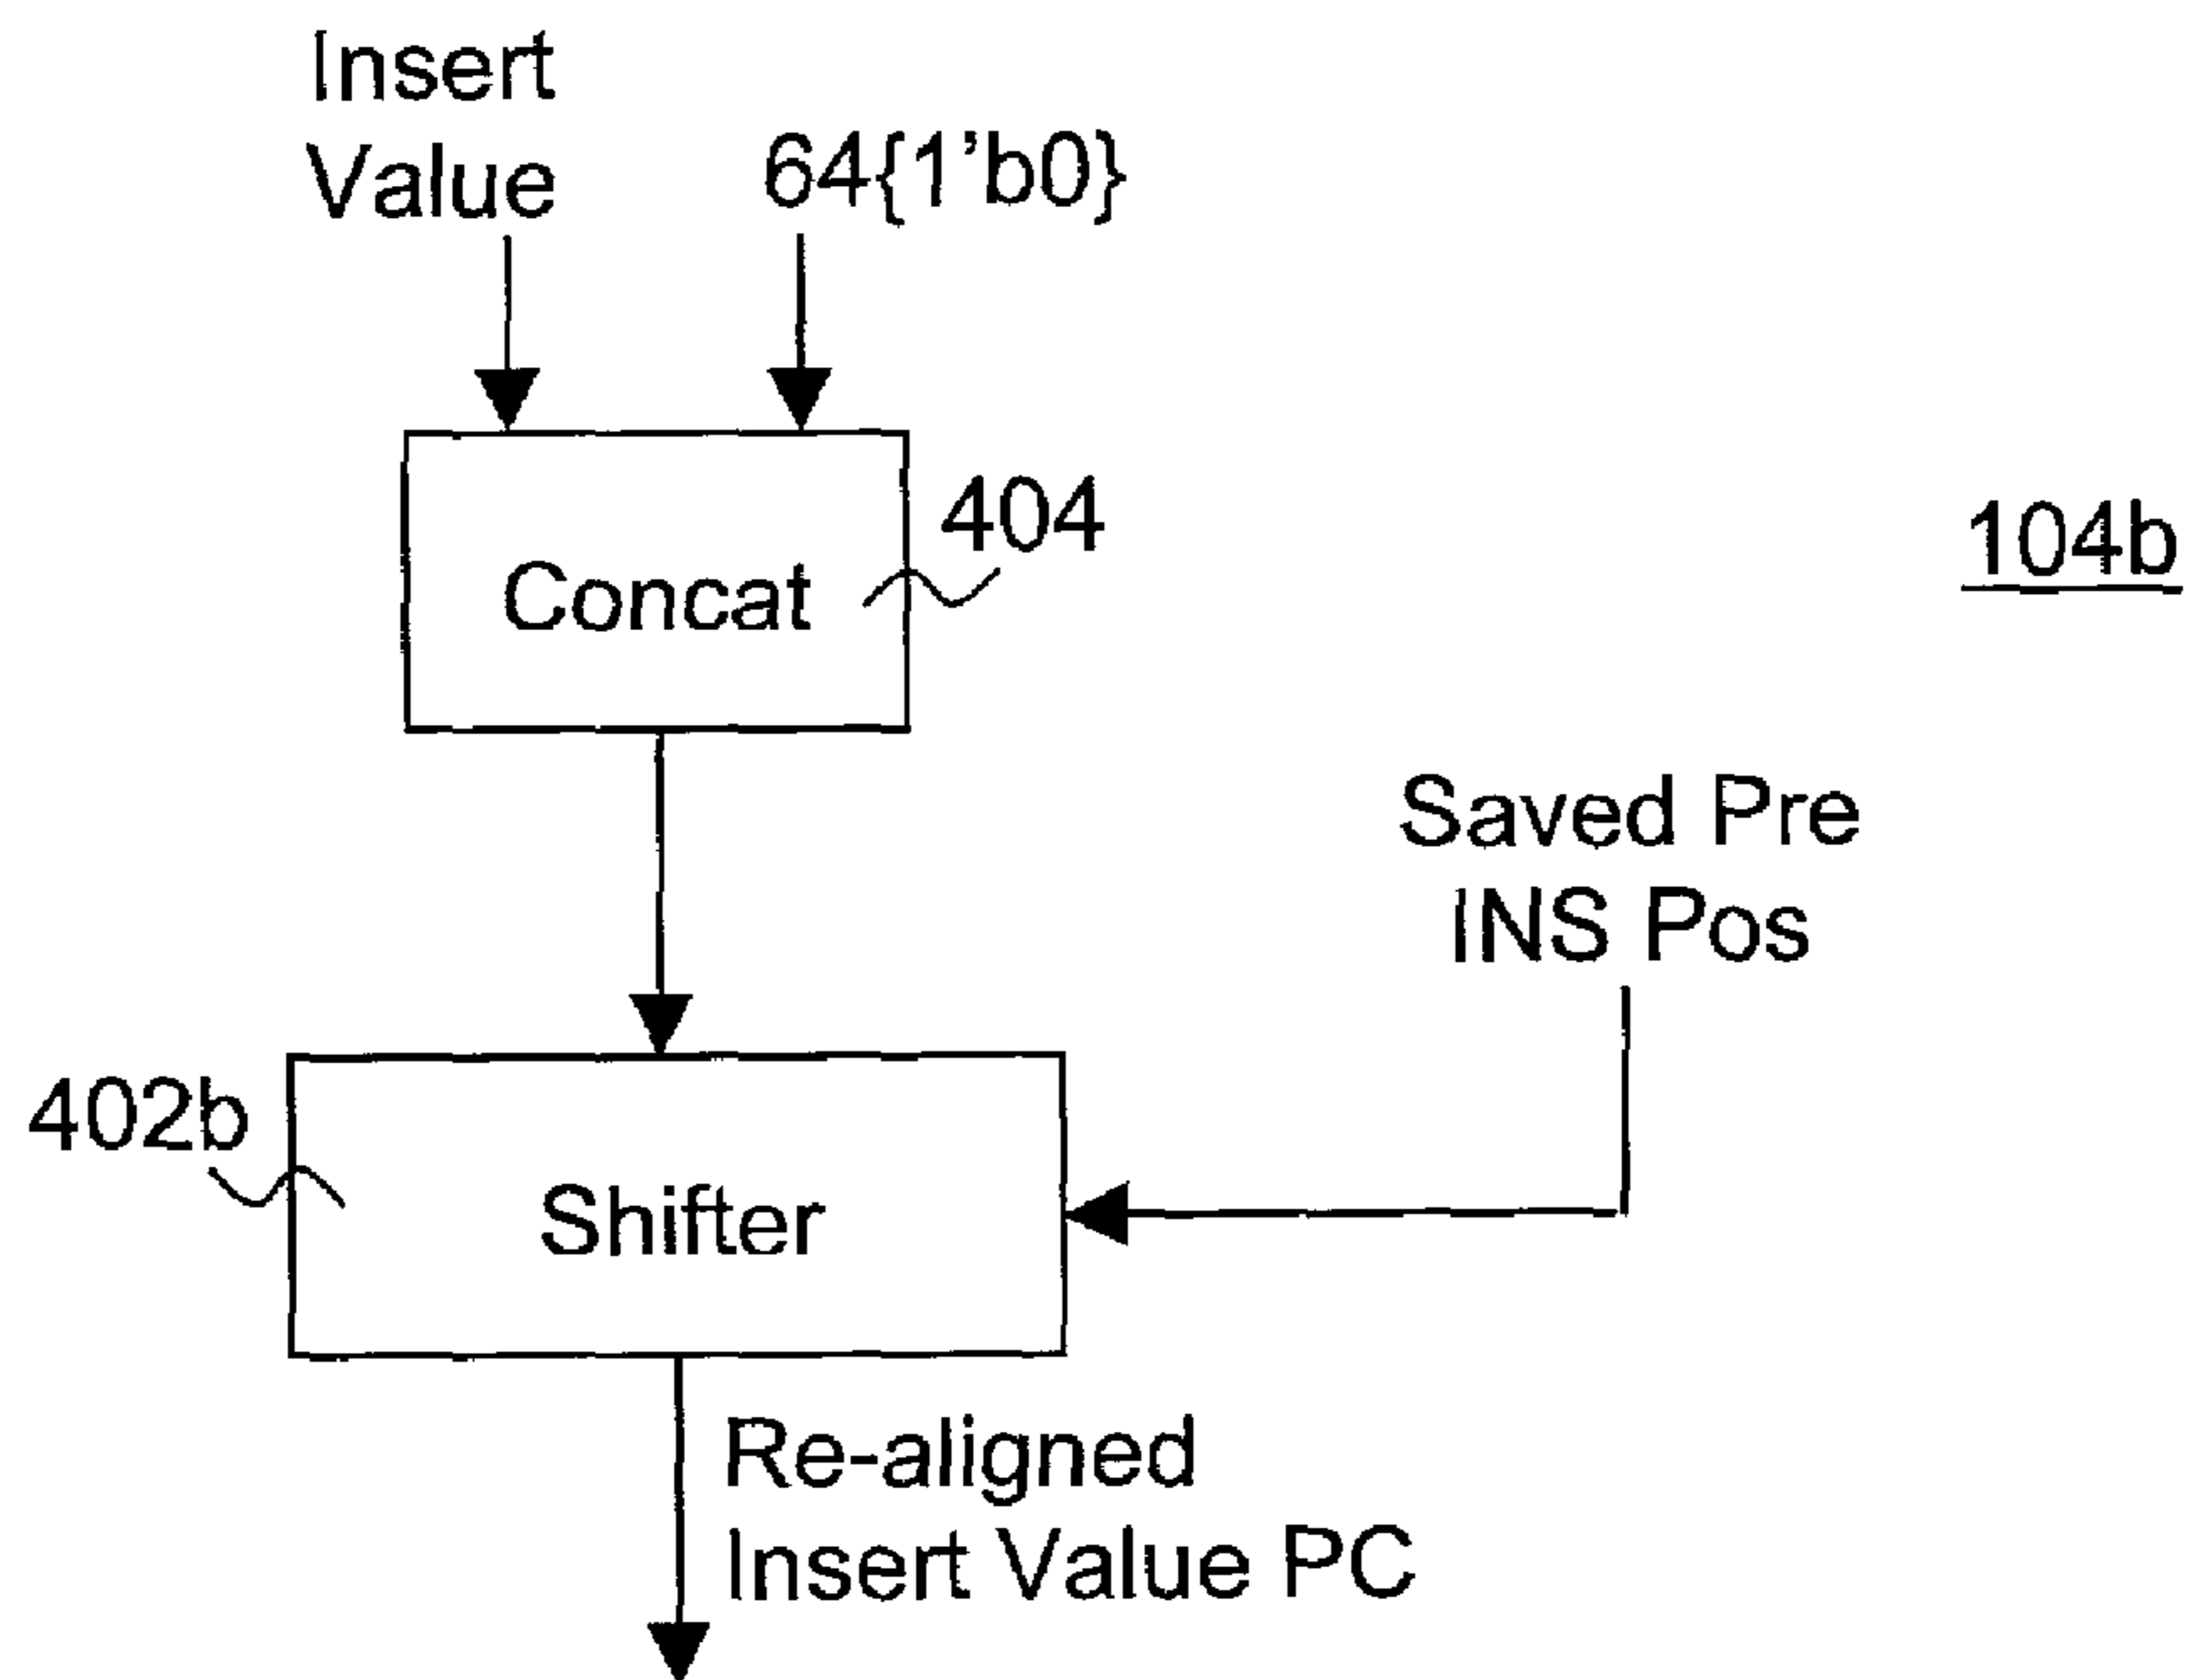 Insert
Value
64{1’b0}
404
Concat
104b
Saved Pre
INS Pos
402b
Shifter
Re-aligned
Insert Value PC